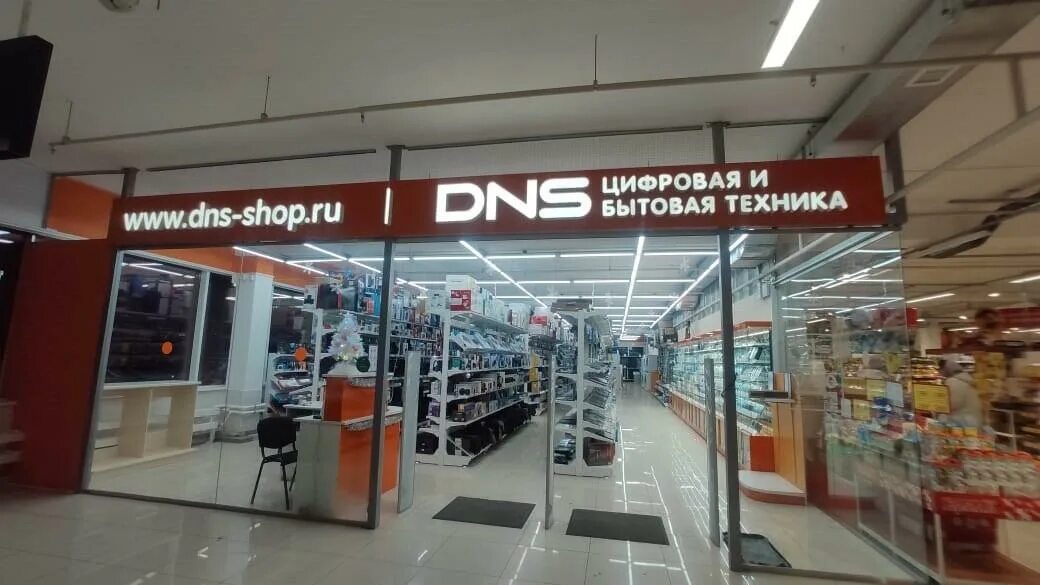 www.dns-shop.ru
DNS
ЦИФРОВАЯ И
БЫТОВАЯ ТЕХНИКА